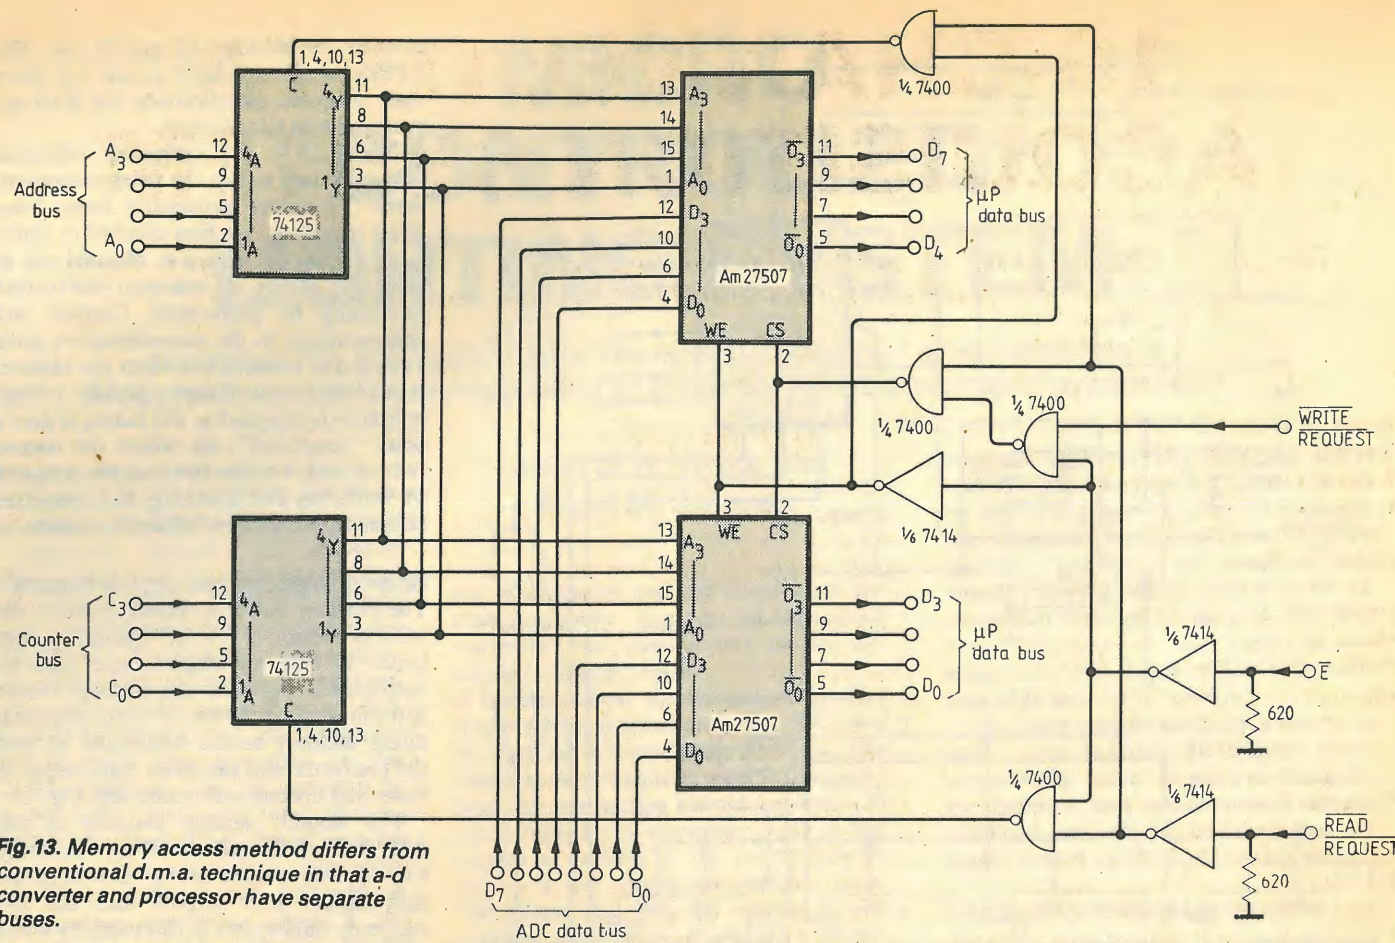 1,4,10,13
C
4Y 11
8
6
1Y 3
A3 12 4A
9
5
A0 2 1A
Address
bus
74125
13 A3
14
15
1 A0
12 D3
10
6
4 D0
Am27507
WE CS
3 2
O̅3 11 D7
9
7
O̅0 5 D4
μP
data bus
1/4 7400
1/4 7400
1/4 7400
WRITE
REQUEST
1/6 7414
3 2
WE CS
4Y 11
8
6
1Y 3
C3 12 4A
9
5
C0 2 1A
Counter
bus
74125
C
1,4,10,13
13 A3
14
15
1 A0
12 D3
10
6
4 D0
Am27507
O̅3 11 D3
9
7
O̅0 5 D0
μP
data bus
1/6 7414
E̅
620
1/4 7400
1/6 7414
READ
REQUEST
620
D7 D0
ADC data bus
Fig. 13. Memory access method differs from
conventional d.m.a. technique in that a-d
converter and processor have separate
buses.